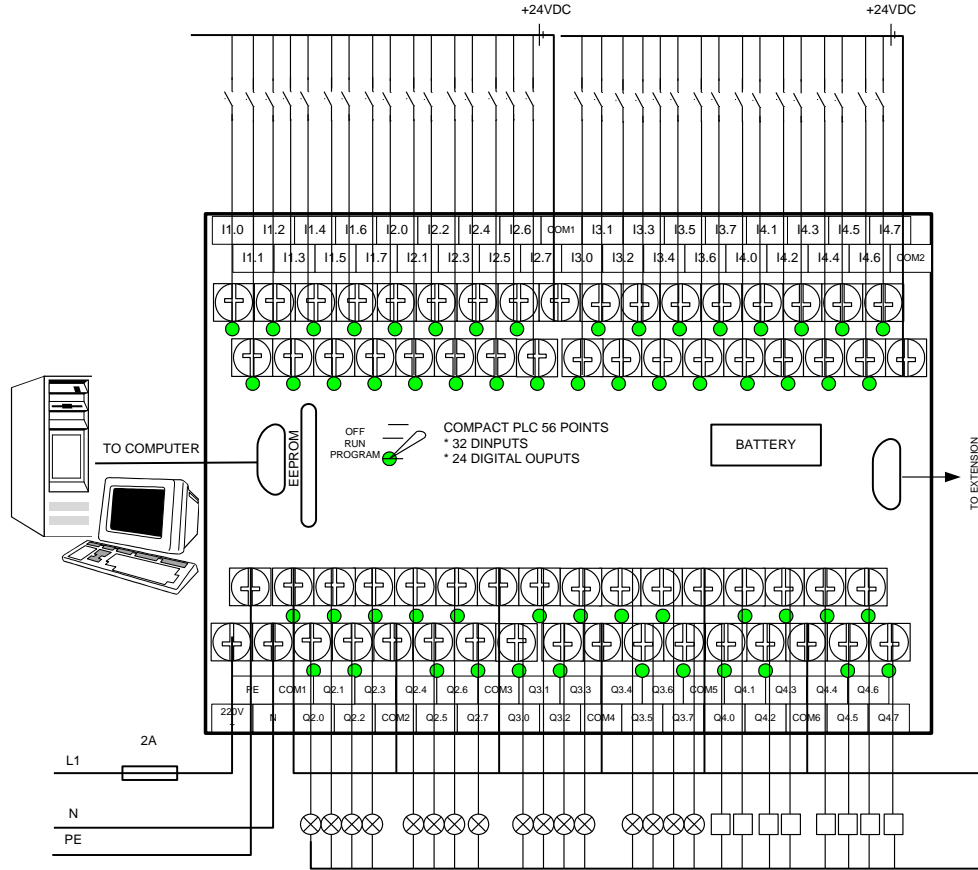 +24VDC
+24VDC
I1.0 I1.2 I1.4 I1.6 I2.0 I2.2 I2.4 I2.6 COM1 I3.1 I3.3 I3.5 I3.7 I4.1 I4.3 I4.5 I4.7
I1.1 I1.3 I1.5 I1.7 I2.1 I2.3 I2.5 I2.7 I3.0 I3.2 I3.4 I3.6 I4.0 I4.2 I4.4 I4.6 COM2
TO COMPUTER
EEPROM
OFF
RUN
PROGRAM
COMPACT PLC 56 POINTS
* 32 DINPUTS
* 24 DIGITAL OUPUTS
BATTERY
TO EXTENSION
PE COM1 Q2.1 Q2.3 Q2.4 Q2.6 COM3 Q3.1 Q3.3 Q3.4 Q3.6 COM5 Q4.1 Q4.3 Q4.4 Q4.6
220V N Q2.0 Q2.2 COM2 Q2.5 Q2.7 Q3.0 Q3.2 COM4 Q3.5 Q3.7 Q4.0 Q4.2 COM6 Q4.5 Q4.7
2A
L1
N
PE